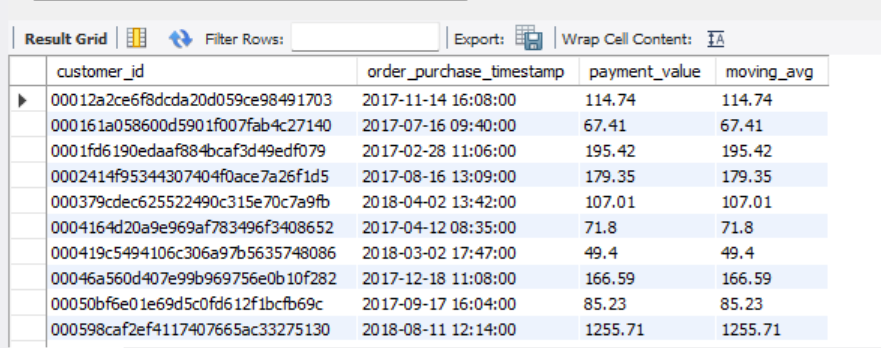 Result Grid Filter Rows: Export: Wrap Cell Content: IA
customer_id order_purchase_timestamp payment_value moving_avg
00012a2ce6f8dcda20d059ce98491703 2017-11-14 16:08:00 114.74 114.74
000161a058600d5901f007fab4c27140 2017-07-16 09:40:00 67.41 67.41
0001fd6190edaaf884bcaf3d49edf079 2017-02-28 11:06:00 195.42 195.42
0002414f95344307404f0ace7a26f1d5 2017-08-16 13:09:00 179.35 179.35
000379cdec625522490c315e70c7a9fb 2018-04-02 13:42:00 107.01 107.01
0004164d20a9e969af783496f3408652 2017-04-12 08:35:00 71.8 71.8
000419c5494106c306a97b5635748086 2018-03-02 17:47:00 49.4 49.4
00046a560d407e99b969756e0b10f282 2017-12-18 11:08:00 166.59 166.59
00050bf6e01e69d5c0fd612f1bcfb69c 2017-09-17 16:04:00 85.23 85.23
000598caf2ef4117407665ac33275130 2018-08-11 12:14:00 1255.71 1255.71